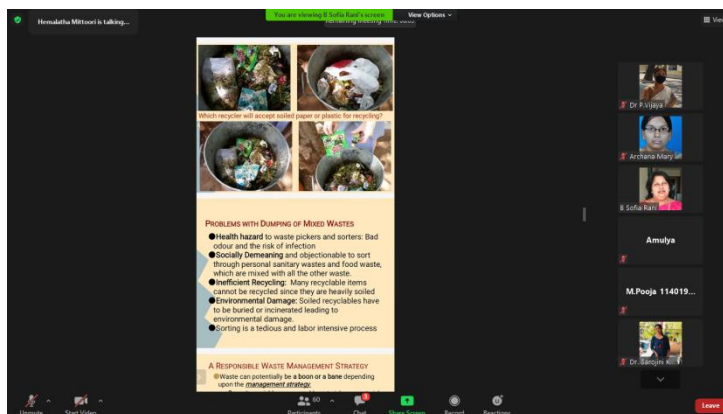 Hemalatha Mittoori is talking...
You are viewing B Sofia Rani's screen
View Options
View
Which recycler will accept soiled paper or plastic for recycling?
PROBLEMS WITH DUMPING OF MIXED WASTES
●Health hazard to waste pickers and sorters: Bad
odour and the risk of infection
●Socially Demeaning and objectionable to sort
through personal sanitary wastes and food waste,
which are mixed with all the other waste.
●Inefficient Recycling: Many recyclable items
cannot be recycled since they are heavily soiled
●Environmental Damage: Soiled recyclables have
to be buried or incinerated leading to
environmental damage.
●Sorting is a tedious and labor intensive process
A RESPONSIBLE WASTE MANAGEMENT STRATEGY
●Waste can potentially be a boon or a bane depending
upon the management strategy.
Dr P.Vijaya
Archana Mary
B Sofia Rani
Amulya
M.Pooja 114019...
Dr. Sarojini K...
Unmute
Start Video
60
Participants
3
Chat
Share Screen
Record
Reactions
Leave